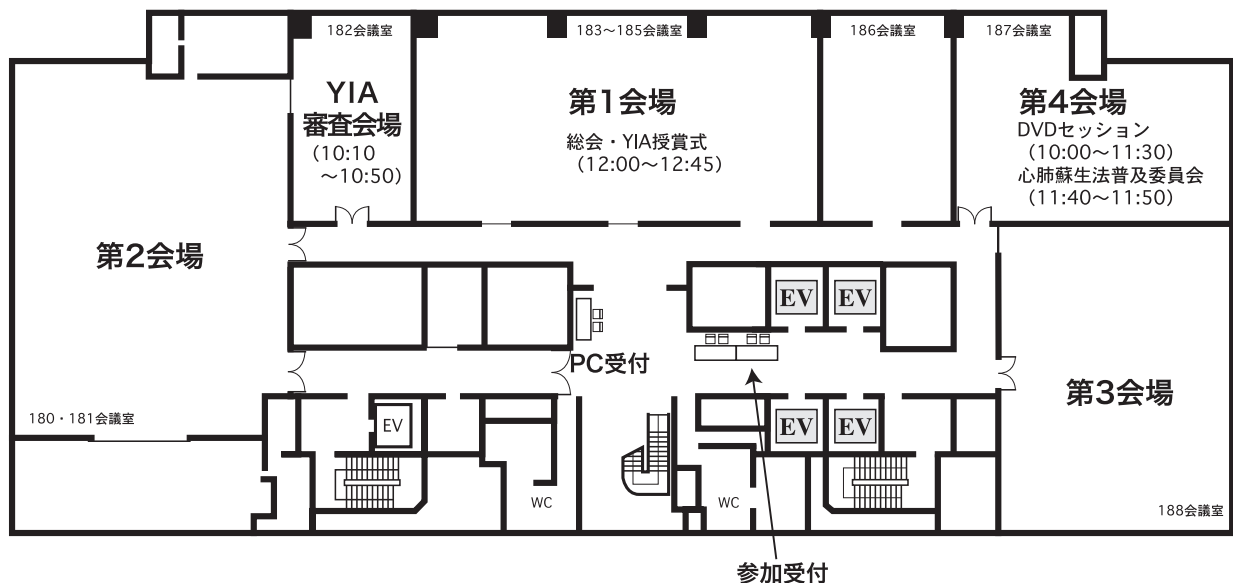 182会議室
183〜185会議室
186会議室
187会議室
YIA
審査会場
（10:10
〜10:50）
第1会場
総会・YIA授賞式
（12:00〜12:45）
第4会場
DVDセッション
（10:00〜11:30）
心肺蘇生法普及委員会
（11:40〜11:50）
第2会場
EV
EV
PC受付
第3会場
180・181会議室
EV
EV
EV
WC
WC
188会議室
参加受付